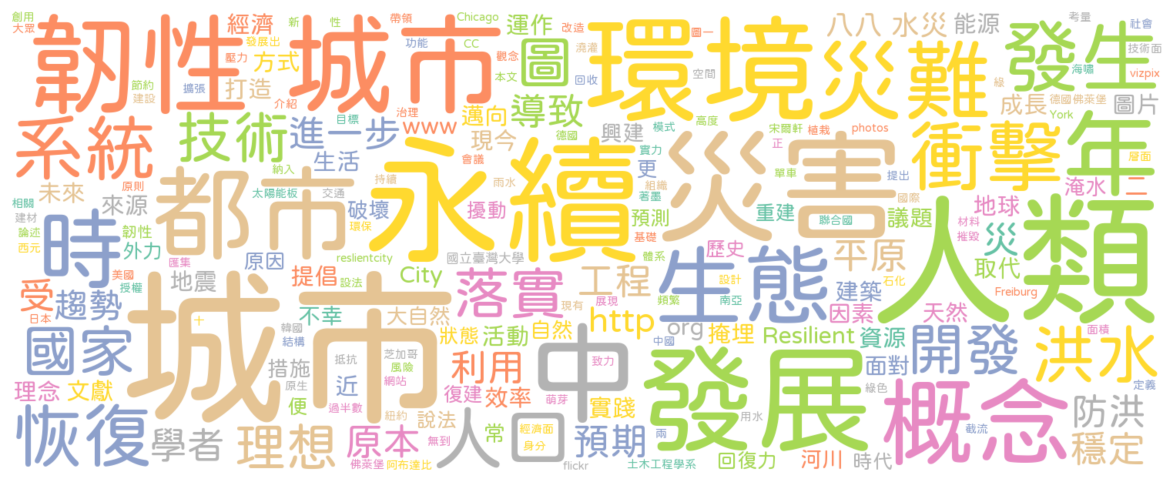 創用
大眾
新
性
經濟
帶領
Chicago
運作
八八
水災
能源
考量
社會
韌性城市
圖
環境
災難
發生
功能
CC
改造
圖一
發展出
方式
觀念
壓力
節約
建設
打造
擴張
介紹
本文
澆灌
回收
空間
綠
海嘯
技術面
vizpix
德國佛萊堡
York
成長
圖片
目標
治理
邁向
導致
系統
技術
進一步
www
現今
德國
模式
高度
興建
宋爾軒
植栽
photos
正
衝擊
年
層面
納入
生活
會議
永續
實力
更
災害
單車
提出
國際
未來
原則
太陽能板
交通
持續
雨水
組織
淹水
二
相關
來源
都市
破壞
擾動
著墨
預測
重建
聯合國
議題
地球
材料
摧毀
人類
建材
論述
西元
韌性
外力
環保
基礎
時
匯集
原因
reslientcity
國立臺灣大學
體系
歷史
平原
災
取代
美國
授權
地震
提倡
City
落實
工程
設計
生態
石化
Freiburg
受
趨勢
設法
現有
展現
頻繁
南亞
建築
因素
天然
日本
十
城市
不幸
大自然
狀態
活動
自然
http
org
掩埋
Resilient
資源
開發
洪水
面積
國家
韓國
結構
措施
抵抗
芝加哥
風險
中
致力
中國
面對
理念
文獻
原生
近
網站
利用
復建
效率
萌芽
實踐
發展
綠色
概念
定義
便
過半數
紐約
說法
常
經濟面
身分
用水
防洪
恢復
學者
理想
原本
無到
人口
預期
兩
截流
穩定
佛萊堡
阿布達比
flickr
土木工程學系
回復力
河川
時代